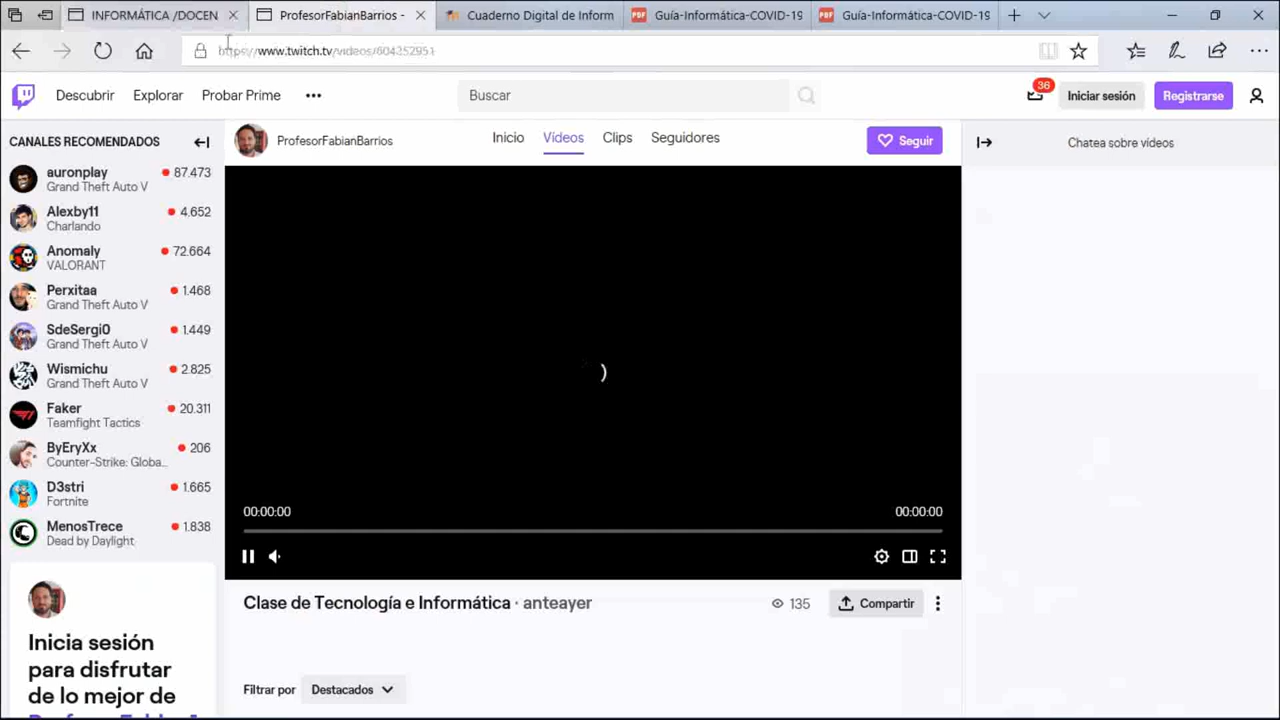 INFORMÁTICA /DOCEN
ProfesorFabianBarrios -
Cuaderno Digital de Inform
PDF Guía-Informática-COVID-19
PDF Guía-Informática-COVID-19
https://www.twitch.tv/videos/604352951
Descubrir
Explorar
Probar Prime
Buscar
36
Iniciar sesión
Registrarse
CANALES RECOMENDADOS
auronplay 87.473
Grand Theft Auto V
Alexby11 4.652
Charlando
Anomaly 72.664
VALORANT
Perxitaa 1.468
Grand Theft Auto V
SdeSergi0 1.449
Grand Theft Auto V
Wismichu 2.825
Grand Theft Auto V
Faker 20.311
Teamfight Tactics
ByEryXx 206
Counter-Strike: Globa...
D3stri 1.665
Fortnite
MenosTrece 1.838
Dead by Daylight
Inicia sesión
para disfrutar
de lo mejor de
ProfesorFabianBarrios
Inicio
Vídeos
Clips
Seguidores
Seguir
Chatea sobre vídeos
00:00:00
00:00:00
Clase de Tecnología e Informática · anteayer
135
Compartir
Filtrar por
Destacados